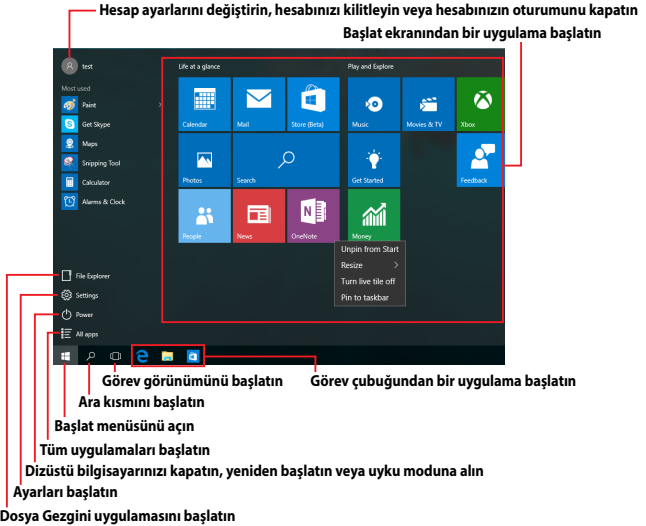 Hesap ayarlarını değiştirin, hesabınızı kilitleyin veya hesabınızın oturumunu kapatın
Başlat ekranından bir uygulama başlatın
test
Most used
Paint
Get Skype
Maps
Snipping Tool
Calculator
Alarms & Clock
File Explorer
Settings
Power
All apps
Life at a glance
Calendar
Mail
Store (Beta)
Photos
Search
People
News
OneNote
Play and Explore
Music
Movies & TV
Xbox
Get Started
Feedback
Money
Unpin from Start
Resize
Turn live tile off
Pin to taskbar
Görev görünümünü başlatın
Görev çubuğundan bir uygulama başlatın
Ara kısmını başlatın
Başlat menüsünü açın
Tüm uygulamaları başlatın
Dizüstü bilgisayarınızı kapatın, yeniden başlatın veya uyku moduna alın
Ayarları başlatın
Dosya Gezgini uygulamasını başlatın